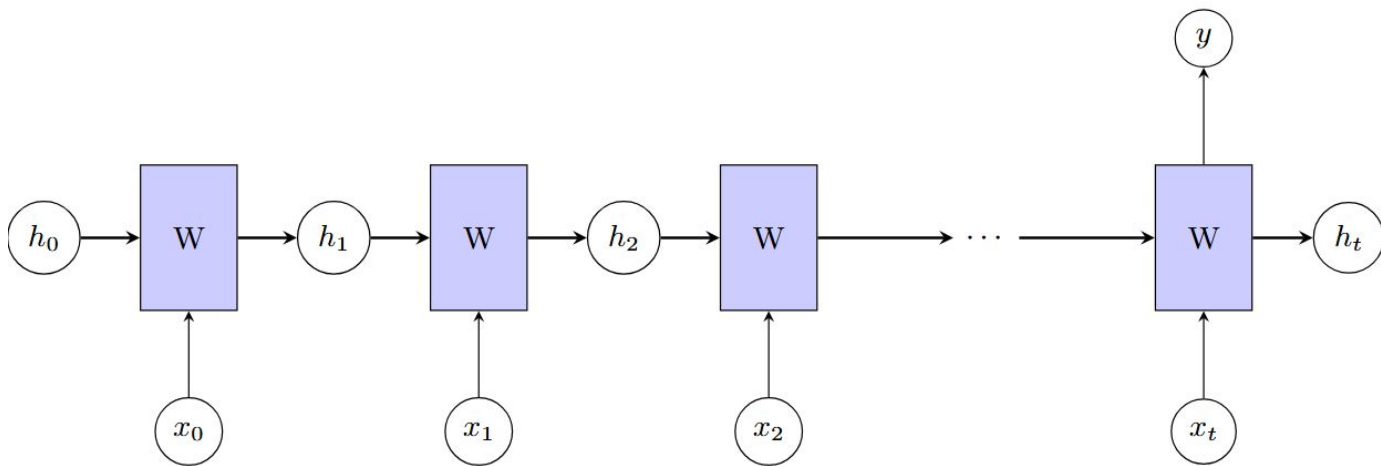 y
h₀ W h₁ W h₂ W ··· W hₜ
x₀ x₁ x₂ xₜ